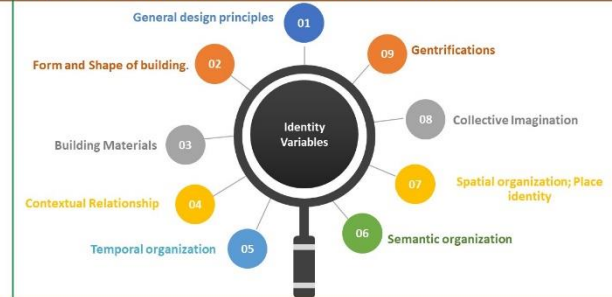 General design principles
01
Form and Shape of building.
02
Building Materials
03
Contextual Relationship
04
Temporal organization
05
06
Semantic organization
07
Spatial organization; Place
identity
08
Collective Imagination
09
Gentrifications
Identity
Variables